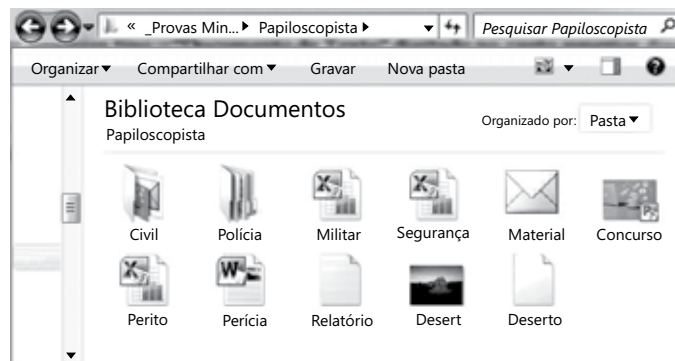 « _Provas Min... Papiloscopista Pesquisar Papiloscopista
Organizar Compartilhar com Gravar Nova pasta
Biblioteca Documentos
Papiloscopista
Organizado por: Pasta
Civil Polícia Militar Segurança Material Concurso
Perito Perícia Relatório Desert Deserto